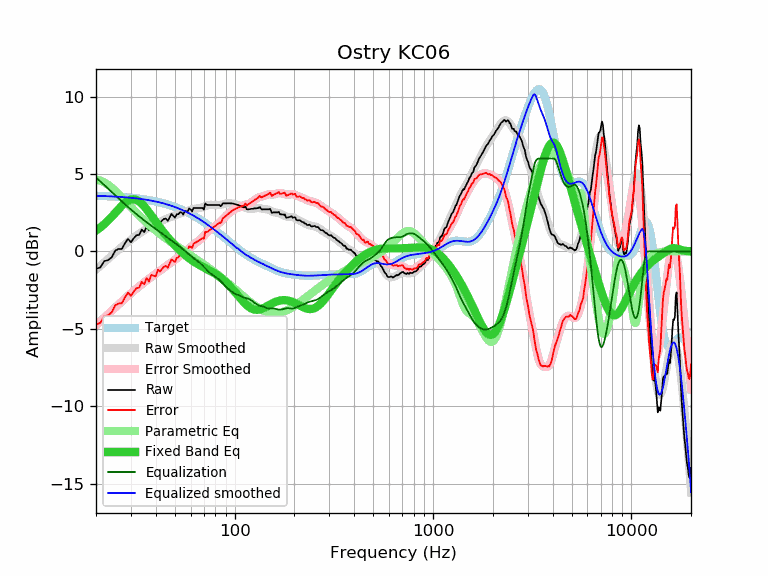 Ostry KC06
Amplitude (dBr)
10
5
0
−5
−10
−15
Target
Raw Smoothed
Error Smoothed
Raw
Error
Parametric Eq
Fixed Band Eq
Equalization
Equalized smoothed
100 1000 10000
Frequency (Hz)